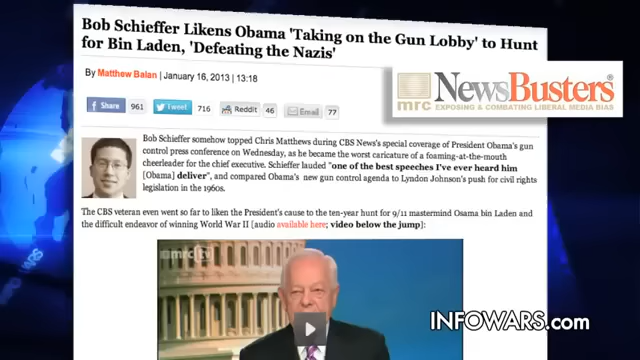 Bob Schieffer Likens Obama 'Taking on the Gun Lobby' to Hunt
for Bin Laden, 'Defeating the Nazis'
By Matthew Balan | January 16, 2013 | 13:18
Share 961 Tweet 716 Reddit 46 Email 77
mrc NewsBusters®
EXPOSING & COMBATING LIBERAL MEDIA BIAS
Bob Schieffer somehow topped Chris Matthews during CBS News's special coverage of President Obama's gun
control press conference on Wednesday, as he became the worst caricature of a foaming-at-the-mouth
cheerleader for the chief executive. Schieffer lauded "one of the best speeches I've ever heard him
[Obama] deliver", and compared Obama's new gun control agenda to Lyndon Johnson's push for civil rights
legislation in the 1960s.
The CBS veteran even went so far to liken the President's cause to the ten-year hunt for 9/11 mastermind Osama bin Laden and
the difficult endeavor of winning World War II [audio available here; video below the jump]:
mrc tv
INFOWARS.com